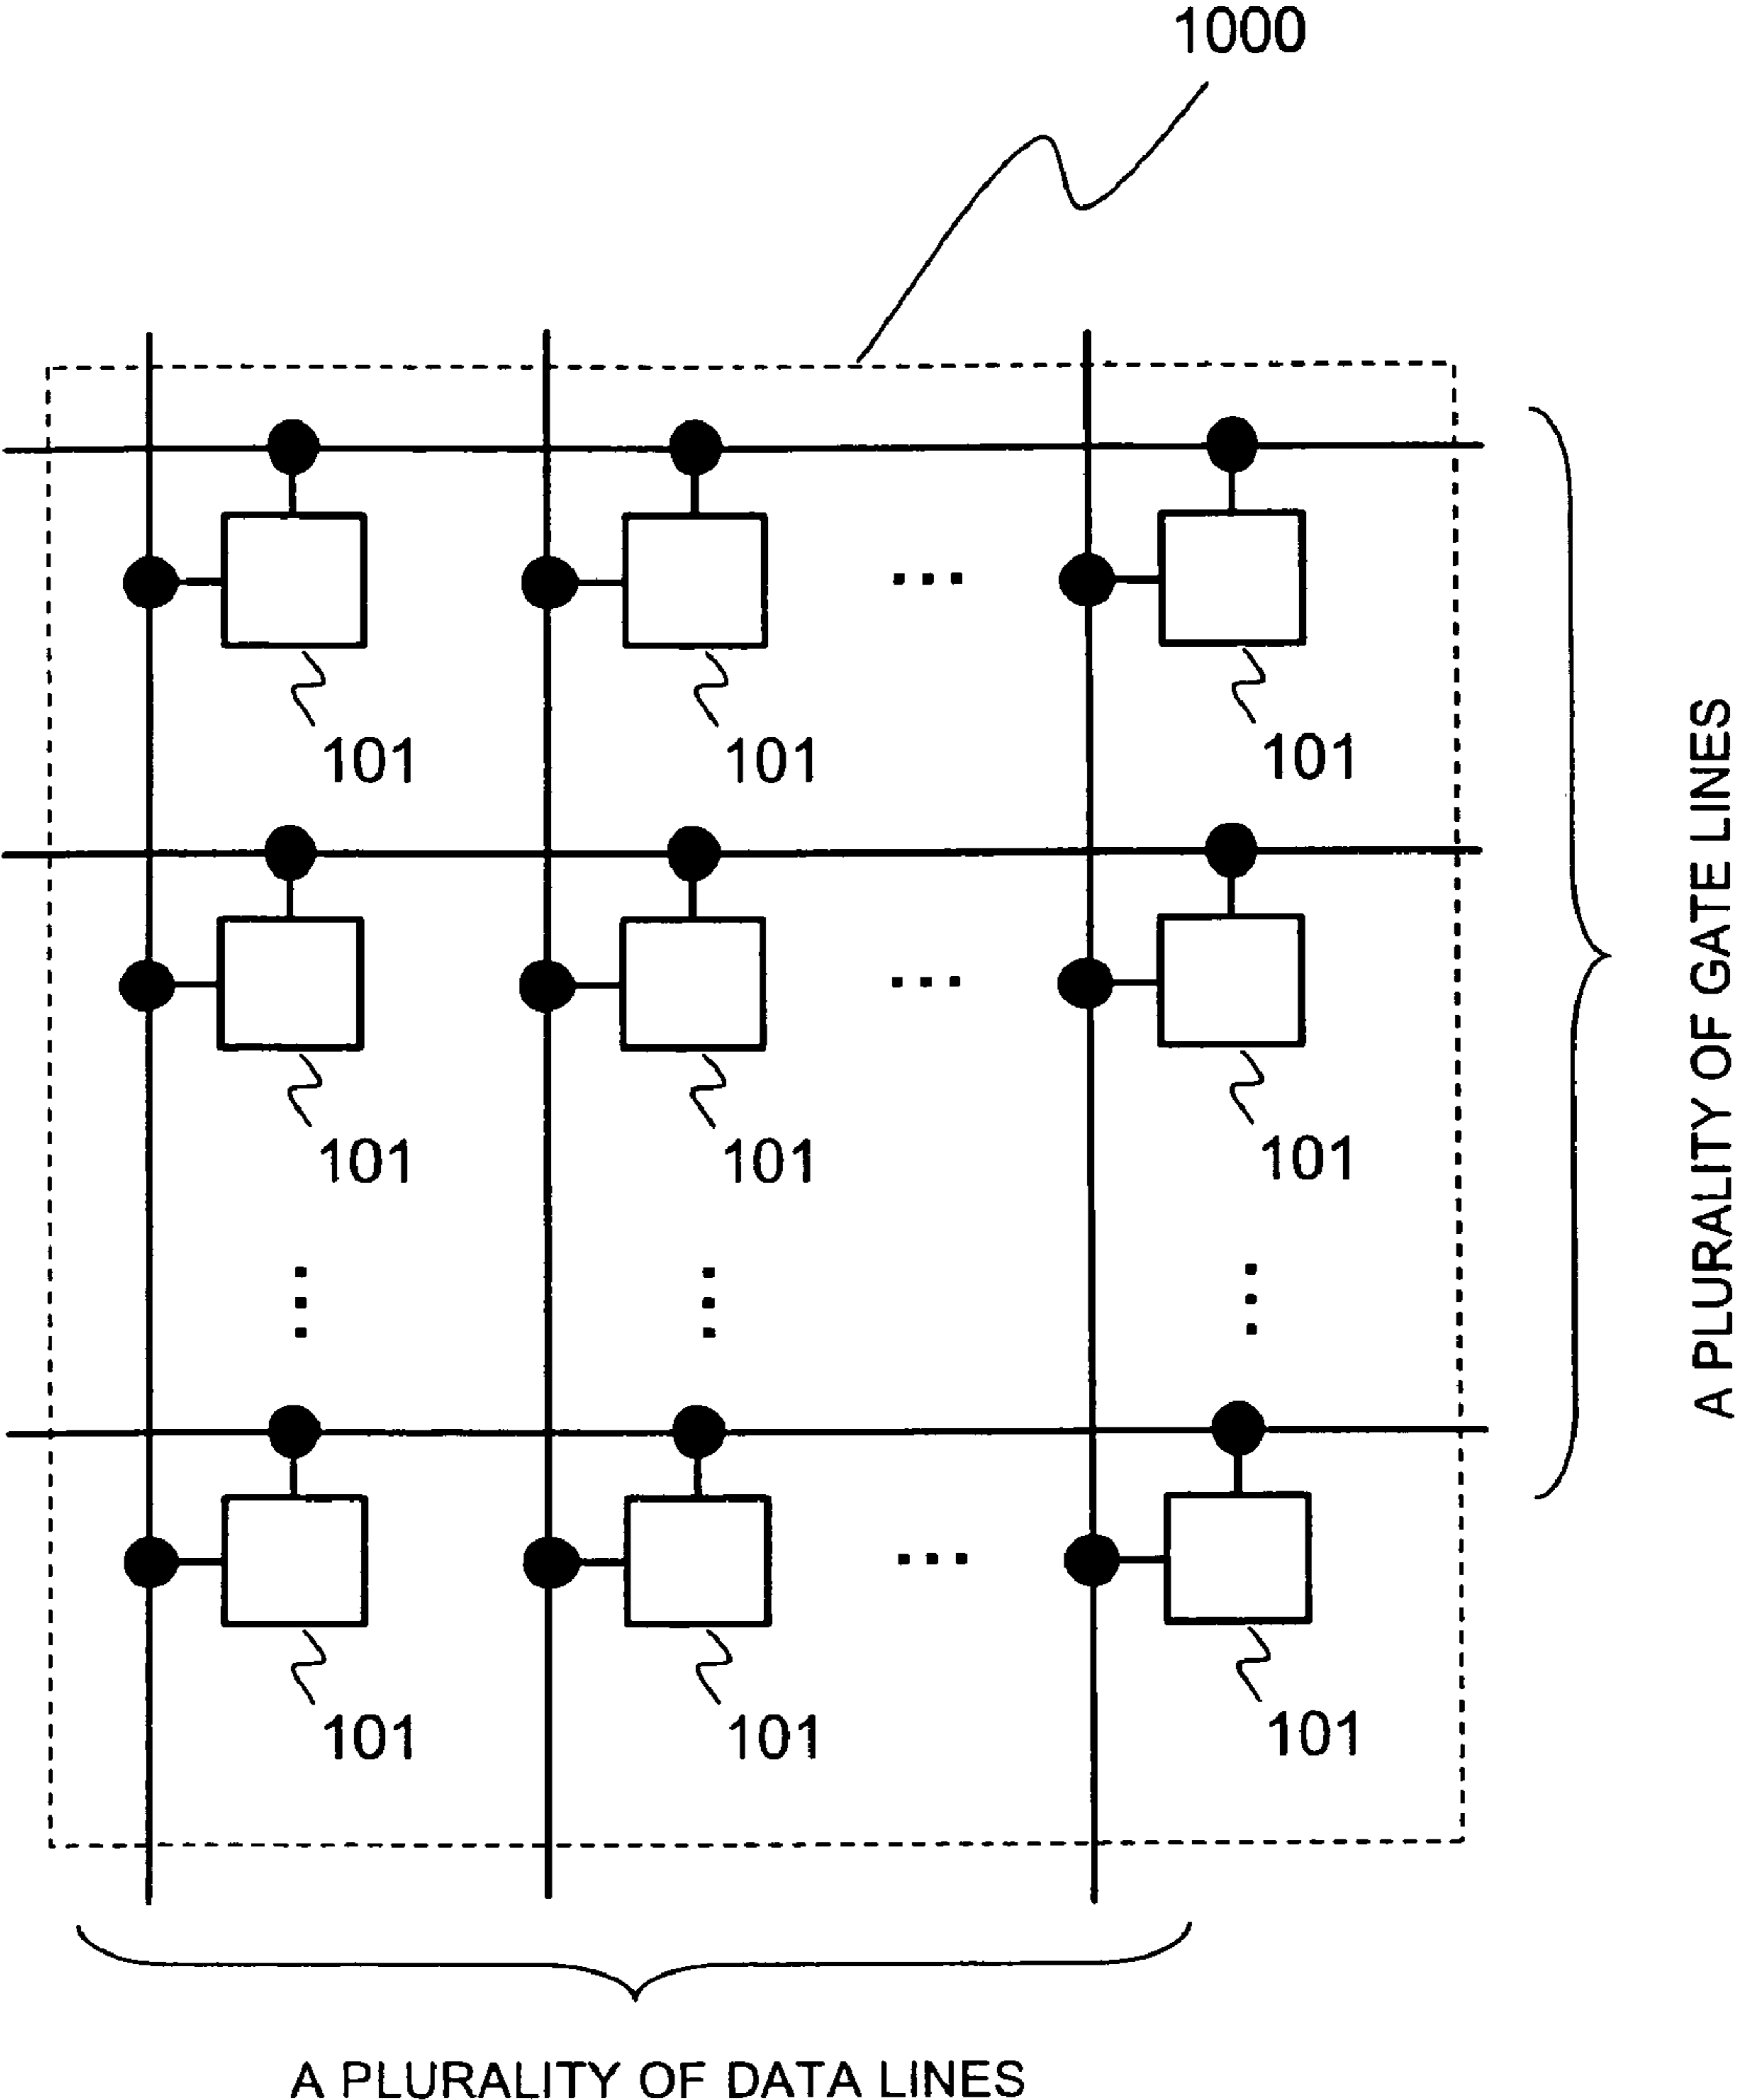 1000
101 101 101
101 101 101
101 101 101
A PLURALITY OF GATE LINES
A PLURALITY OF DATA LINES